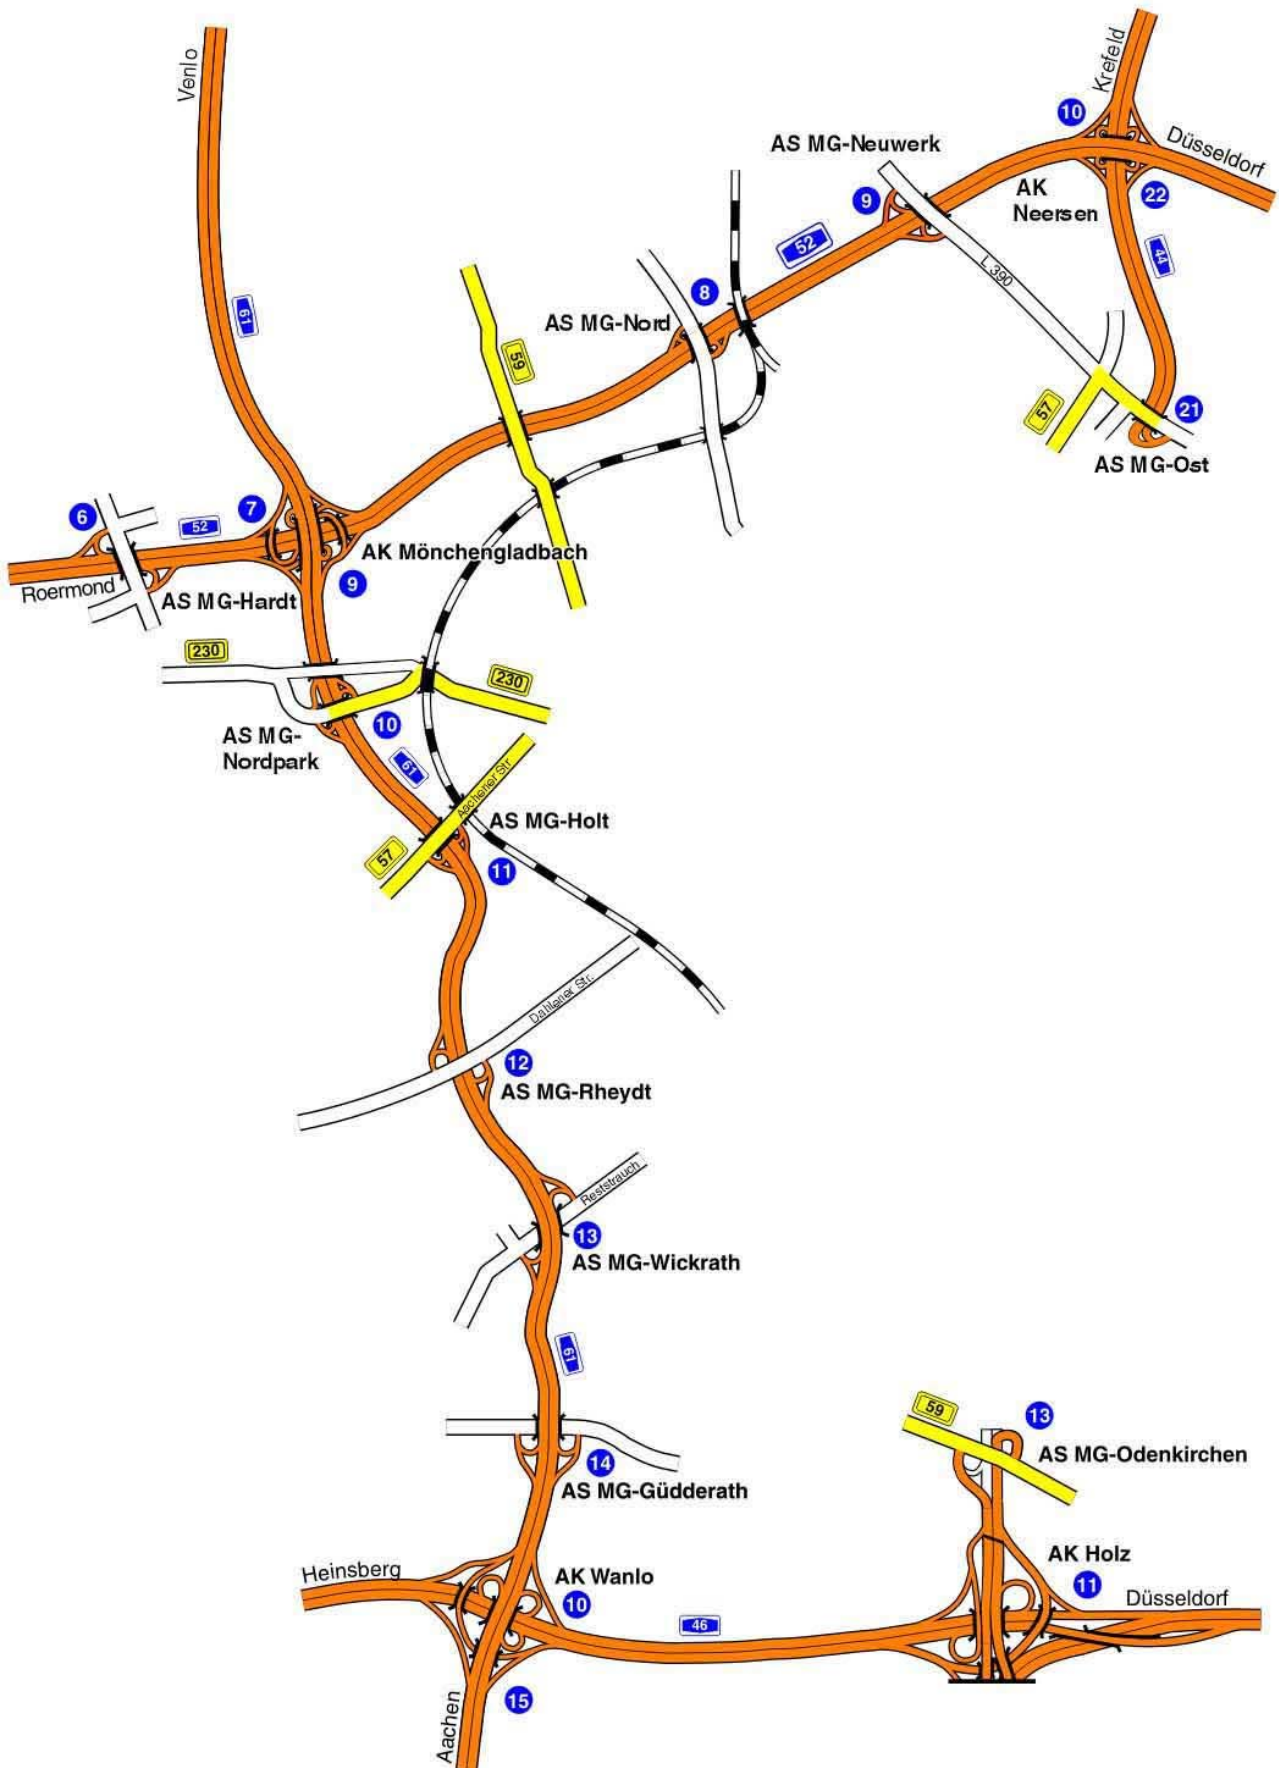 Venlo
Krefeld
10
Düsseldorf
AS MG-Neuwerk
9
AK
Neersen
22
52
44
L 390
61
8
AS MG-Nord
59
57
21
AS MG-Ost
6
52
7
AK Mönchengladbach
9
Roermond
AS MG-Hardt
230
230
10
AS MG-
Nordpark
61
Aachener Str
AS MG-Holt
57
11
Dahlener Str.
12
AS MG-Rheydt
Reststrauch
13
AS MG-Wickrath
61
59
13
AS MG-Odenkirchen
14
AS MG-Güdderath
Heinsberg
AK Wanlo
10
AK Holz
11
Düsseldorf
46
15
Aachen